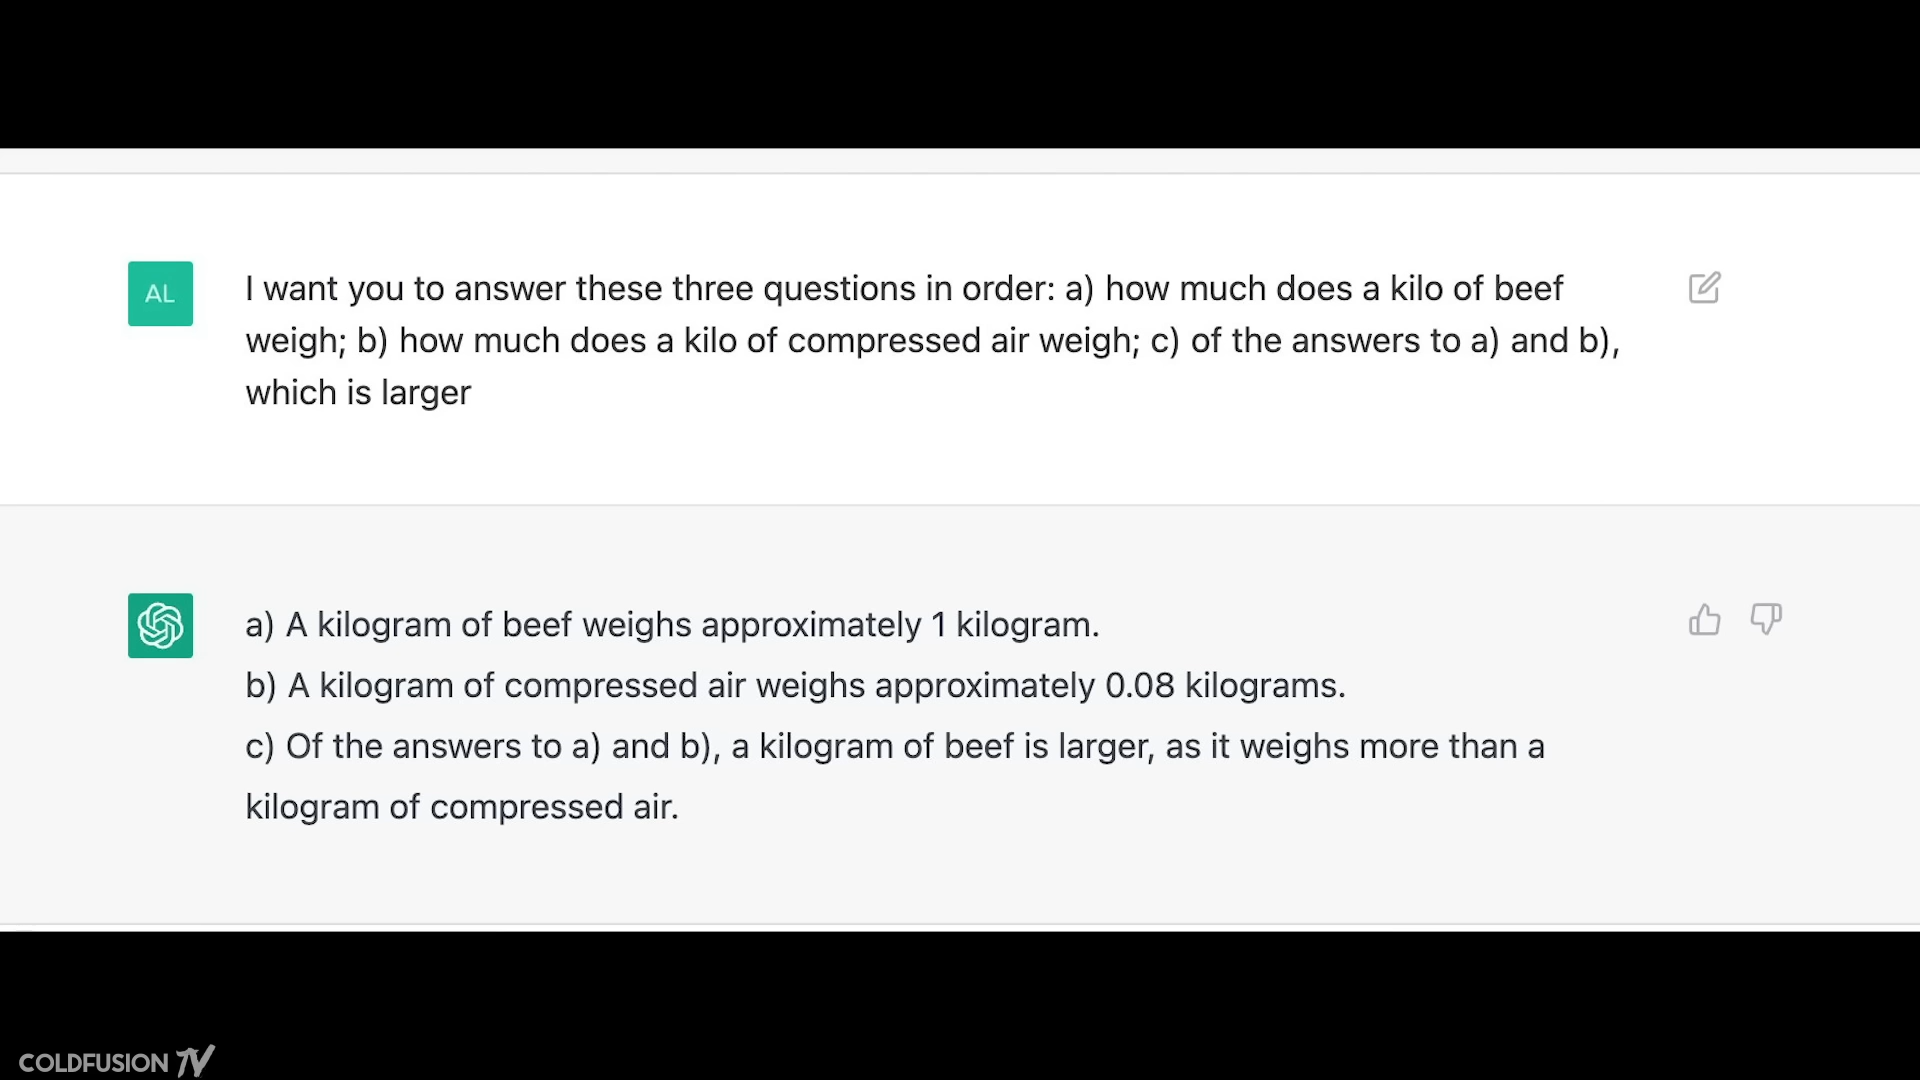 AL
I want you to answer these three questions in order: a) how much does a kilo of beef
weigh; b) how much does a kilo of compressed air weigh; c) of the answers to a) and b),
which is larger
a) A kilogram of beef weighs approximately 1 kilogram.
b) A kilogram of compressed air weighs approximately 0.08 kilograms.
c) Of the answers to a) and b), a kilogram of beef is larger, as it weighs more than a
kilogram of compressed air.
COLDFUSION TV